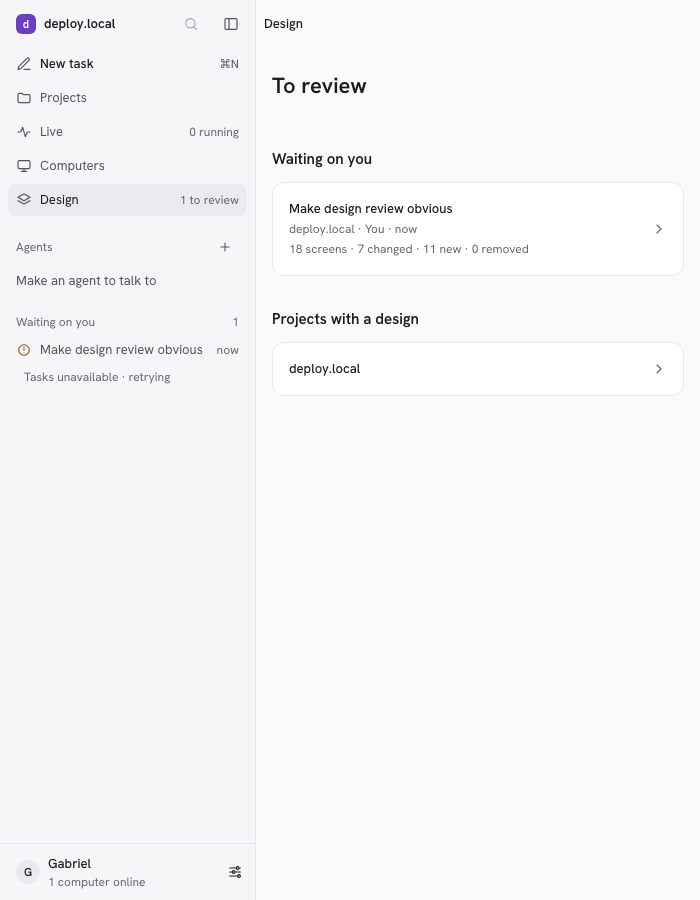 d deploy.local
New task ⌘N
Projects
Live 0 running
Computers
Design 1 to review
Agents
Make an agent to talk to
Waiting on you 1
Make design review obvious now
Tasks unavailable · retrying
G
Gabriel
1 computer online
Design
To review
Waiting on you
Make design review obvious
deploy.local · You · now
18 screens · 7 changed · 11 new · 0 removed
Projects with a design
deploy.local